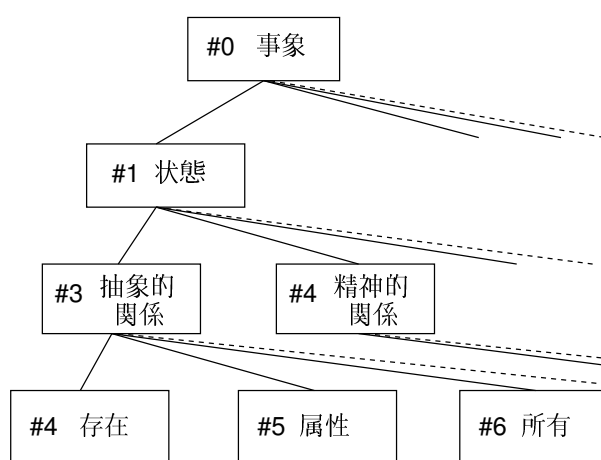 #0 事象
#1 状態
#3 抽象的
関係
#4 精神的
関係
#4 存在
#5 属性
#6 所有